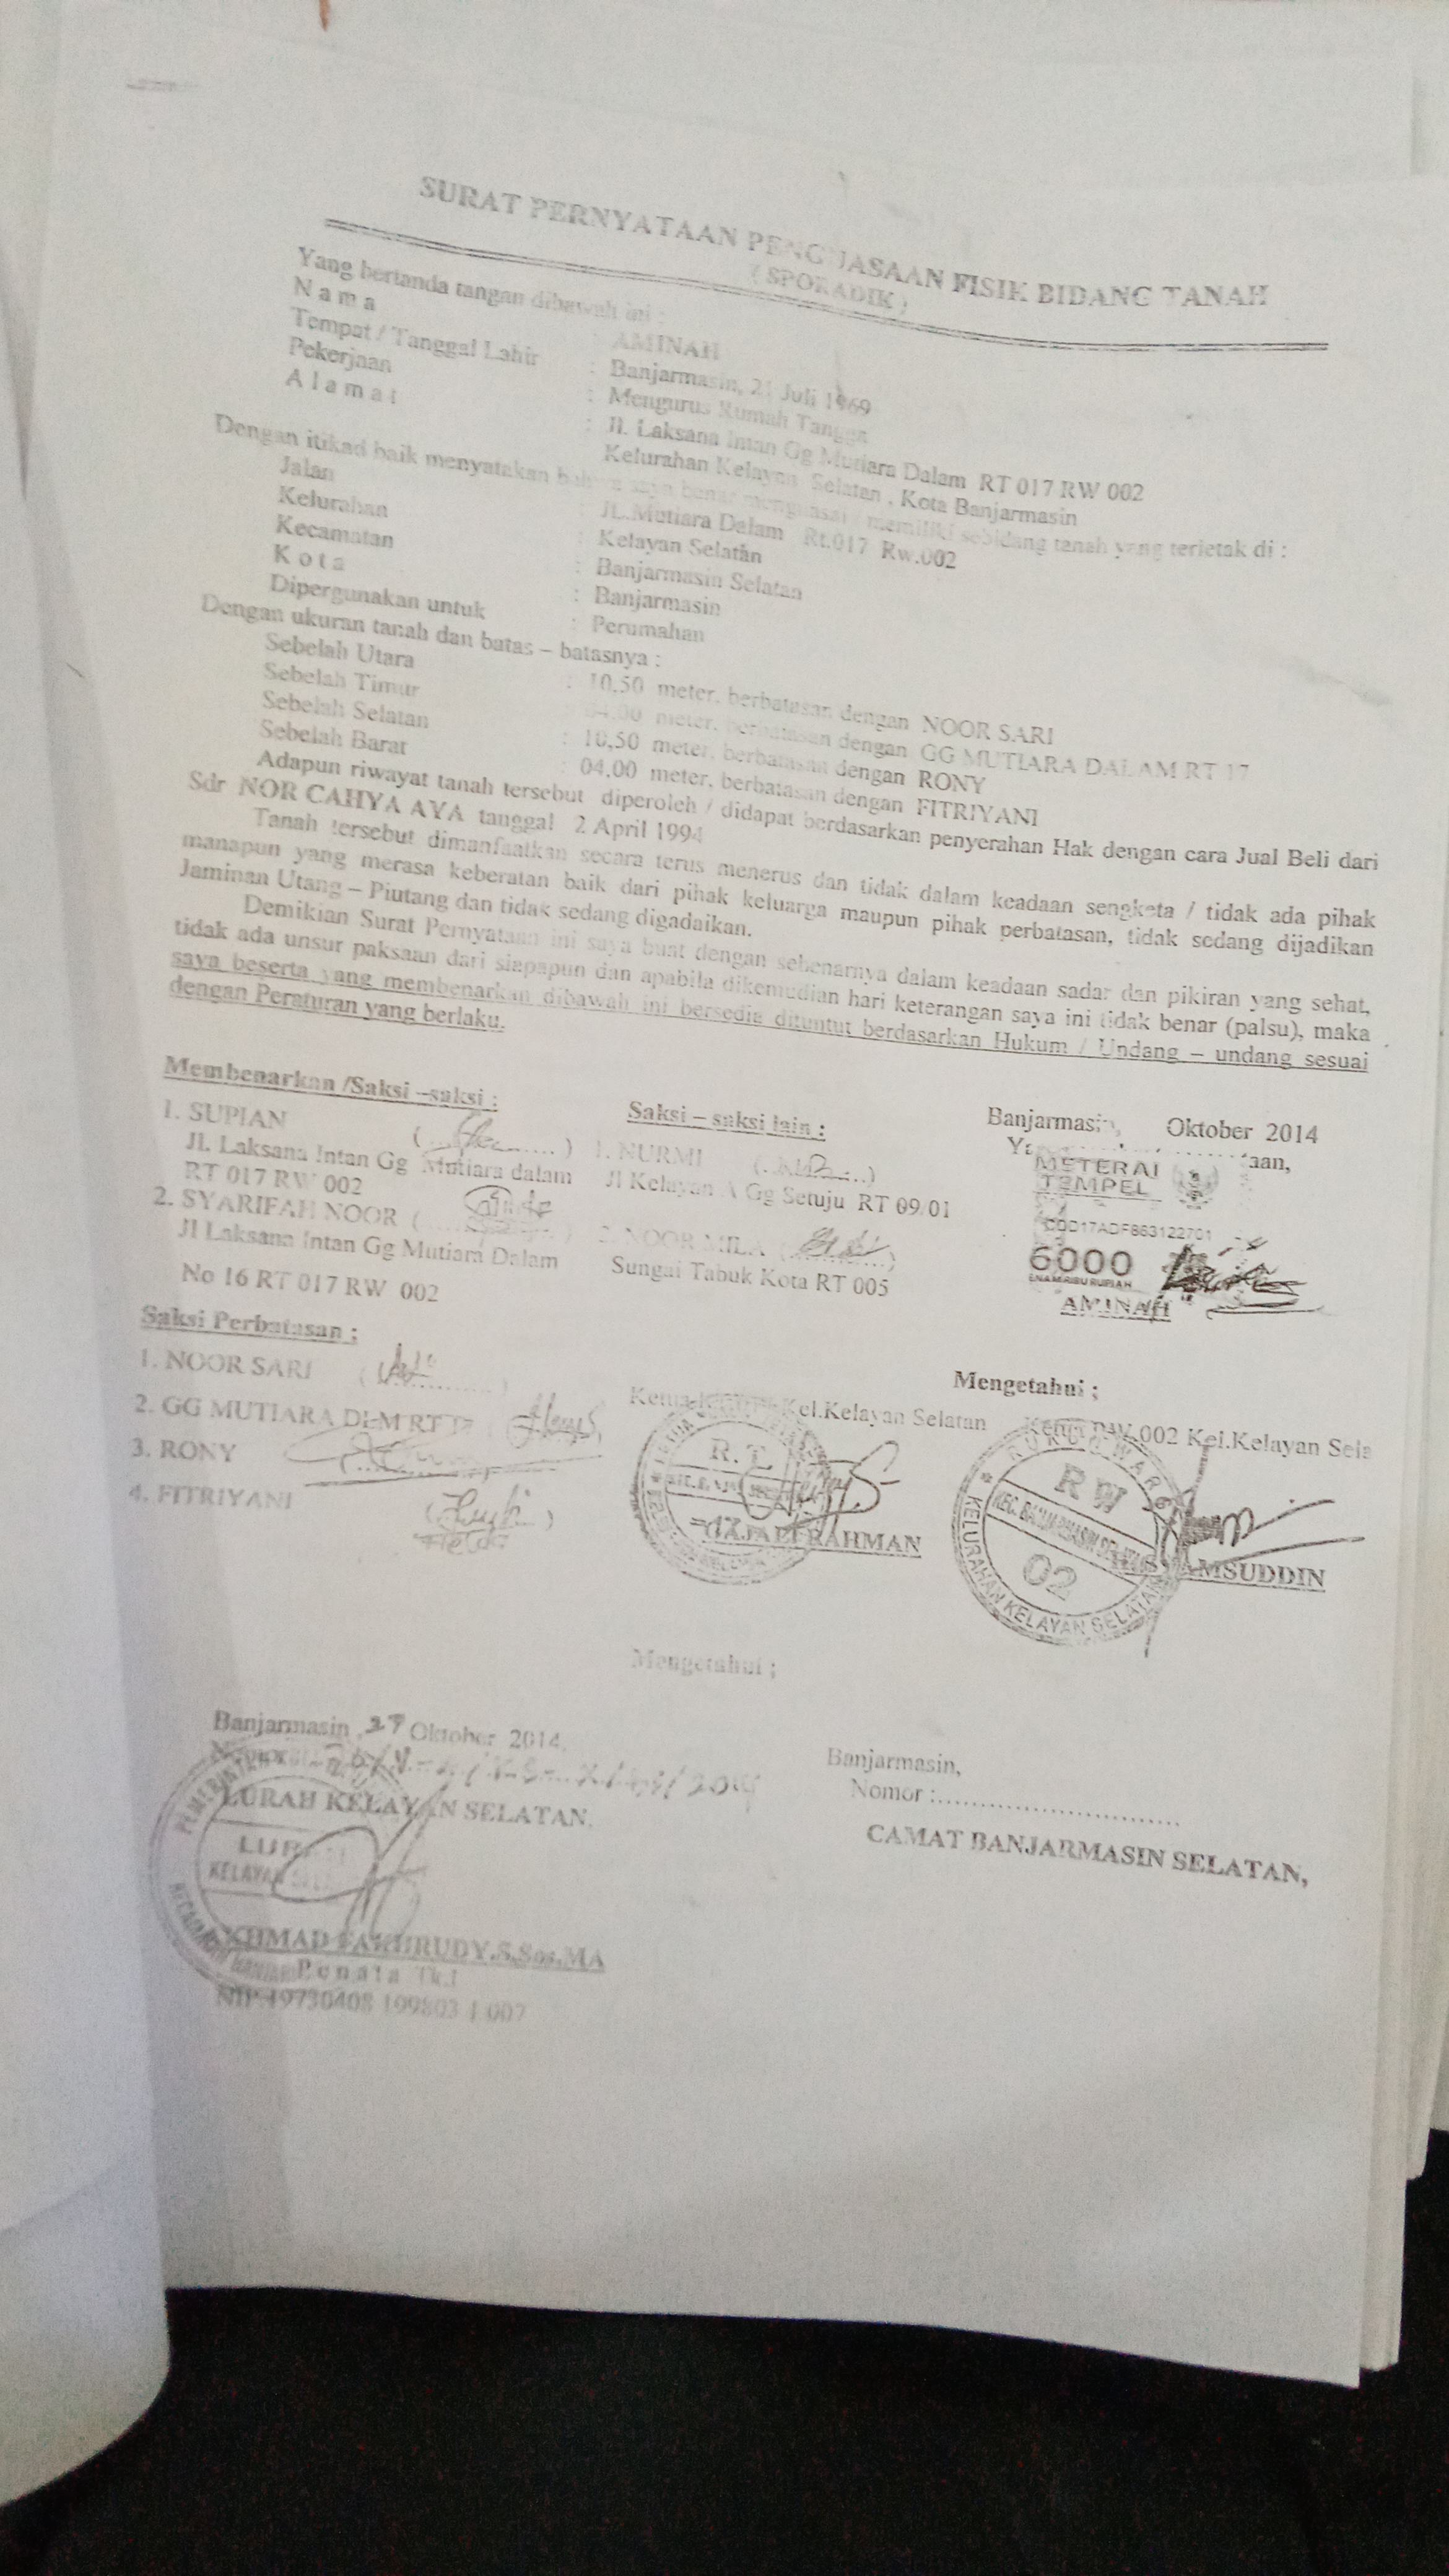 SURAT PERNYATAAN PENGUASAAN FISIK BIDANG TANAH
( SPORADIK )
Yang bertanda tangan dibawah ini :
N a m a : AMINAH
Tempat / Tanggal Lahir : Banjarmasin, 21 Juli 1969
Pekerjaan : Mengurus Rumah Tangga
A l a m a t : Jl. Laksana Intan Gg Mutiara Dalam RT 017 RW 002
Kelurahan Kelayan Selatan , Kota Banjarmasin
Dengan itikad baik menyatakan bahwa saya benar menguasai / memiliki sebidang tanah yang terletak di :
Jalan : JL.Mutiara Dalam Rt.017 Rw.002
Kelurahan : Kelayan Selatan
Kecamatan : Banjarmasin Selatan
K o t a : Banjarmasin
Dipergunakan untuk : Perumahan
Dengan ukuran tanah dan batas – batasnya :
Sebelah Utara : 10,50 meter, berbatasan dengan NOOR SARI
Sebelah Timur : 04.00 meter, berbatasan dengan GG MUTIARA DALAM RT 17
Sebelah Selatan : 10,50 meter, berbatasan dengan RONY
Sebelah Barat : 04.00 meter, berbatasan dengan FITRIYANI
Adapun riwayat tanah tersebut diperoleh / didapat berdasarkan penyerahan Hak dengan cara Jual Beli dari
Sdr NOR CAHYA AYA tanggal 2 April 1994
Tanah tersebut dimanfaatkan secara terus menerus dan tidak dalam keadaan sengketa / tidak ada pihak
manapun yang merasa keberatan baik dari pihak keluarga maupun pihak perbatasan, tidak sedang dijadikan
Jaminan Utang – Piutang dan tidak sedang digadaikan.
Demikian Surat Pernyataan ini saya buat dengan sebenarnya dalam keadaan sadar dan pikiran yang sehat,
tidak ada unsur paksaan dari siapapun dan apabila dikemudian hari keterangan saya ini tidak benar (palsu), maka
saya beserta yang membenarkan dibawah ini bersedia dituntut berdasarkan Hukum / Undang – undang sesuai
dengan Peraturan yang berlaku.
Membenarkan /Saksi –saksi :
1. SUPIAN (..............)
Jl. Laksana Intan Gg Mutiara dalam
RT 017 RW 002
2. SYARIFAH NOOR (..............)
Jl Laksana Intan Gg Mutiara Dalam
No 16 RT 017 RW 002
Saksi – saksi lain :
1. NURMI (..............)
Jl Kelayan A Gg Setuju RT 09/01
2. NOOR MILA (..............)
Sungai Tabuk Kota RT 005
Banjarmasin, Oktober 2014
METERAI
TEMPEL
6000
ENAM RIBU RUPIAH
AMINAH
Saksi Perbatasan :
1. NOOR SARI (..............)
2. GG MUTIARA DLM RT 17
3. RONY
4. FITRIYANI
Mengetahui ;
Kel.Kelayan Selatan
R.T.
RAHMAN
Ketua RW.002 Kel.Kelayan Sela
RW
KEC. BANJARMASIN SELATAN
02
KELURAHAN KELAYAN SELATAN
SYAMSUDDIN
Mengetahui ;
Banjarmasin , 27 Oktober 2014.
LURAH KELAYAN SELATAN,
AKHMAD FAKHRUDY,S.Sos,MA
Penata Tk.I
NIP.19730408 199803 1 007
Banjarmasin,
Nomor :............................
CAMAT BANJARMASIN SELATAN,